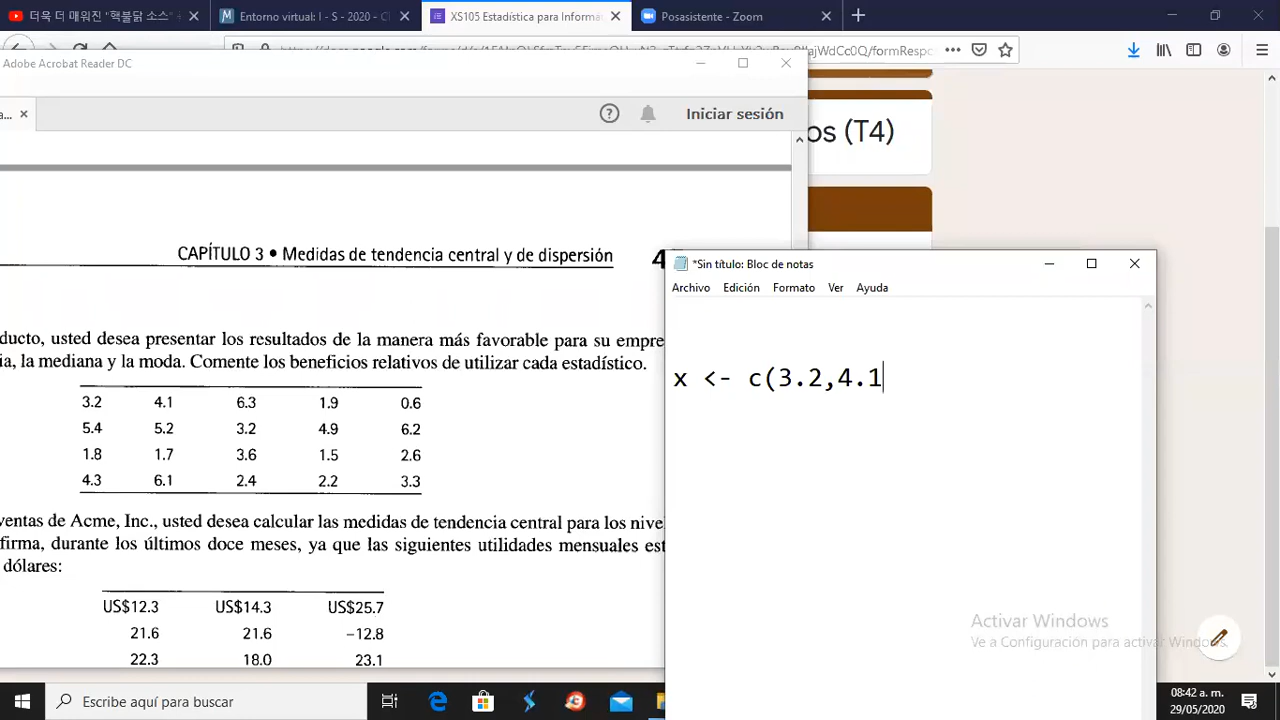 더욱 더 매워진 "핵불닭 소스"
Entorno virtual: I - S - 2020 -
XS105 Estadística para Informa
Posasistente - Zoom
Adobe Acrobat Reader DC
a...
Iniciar sesión
os (T4)
CAPÍTULO 3 • Medidas de tendencia central y de dispersión
ducto, usted desea presentar los resultados de la manera más favorable para su empre
ia, la mediana y la moda. Comente los beneficios relativos de utilizar cada estadístico.
3.2 4.1 6.3 1.9 0.6
5.4 5.2 3.2 4.9 6.2
1.8 1.7 3.6 1.5 2.6
4.3 6.1 2.4 2.2 3.3
ventas de Acme, Inc., usted desea calcular las medidas de tendencia central para los nivel
firma, durante los últimos doce meses, ya que las siguientes utilidades mensuales est
dólares:
US$12.3 US$14.3 US$25.7
21.6 21.6 −12.8
22.3 18.0 23.1
*Sin título: Bloc de notas
Archivo Edición Formato Ver Ayuda
x <- c(3.2,4.1
Activar Windows
Ve a Configuración para activar Windows.
Escribe aquí para buscar
08:42 a. m.
29/05/2020